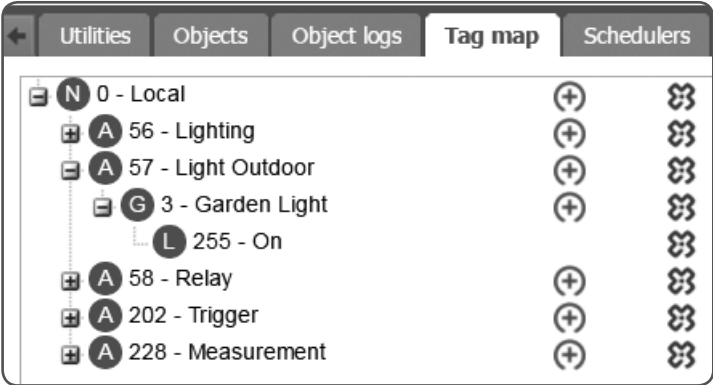 Utilities Objects Object logs Tag map Schedulers
N 0 - Local
A 56 - Lighting
A 57 - Light Outdoor
G 3 - Garden Light
L 255 - On
A 58 - Relay
A 202 - Trigger
A 228 - Measurement